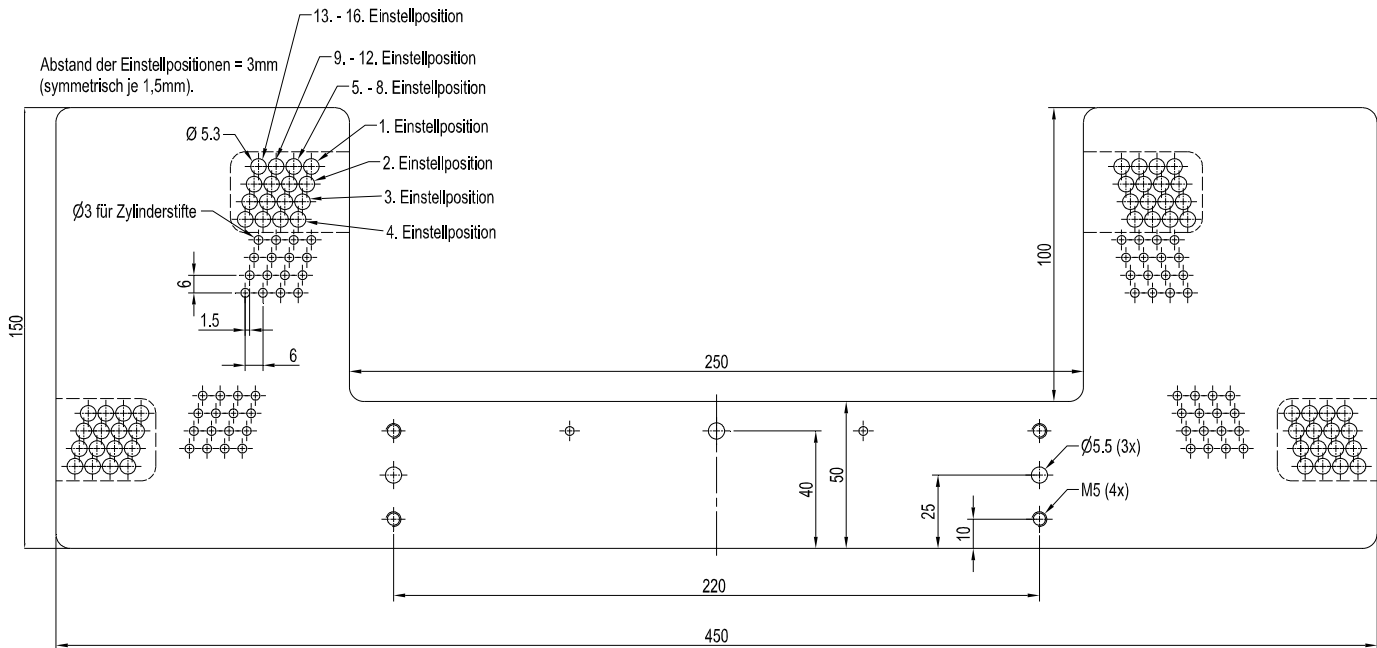 13. - 16. Einstellposition
9. - 12. Einstellposition
Abstand der Einstellpositionen = 3mm
(symmetrisch je 1,5mm).
5. - 8. Einstellposition
Ø 5.3
1. Einstellposition
2. Einstellposition
3. Einstellposition
Ø3 für Zylinderstifte
4. Einstellposition
6
1.5
6
150
100
250
40
50
25
10
Ø5.5 (3x)
M5 (4x)
220
450